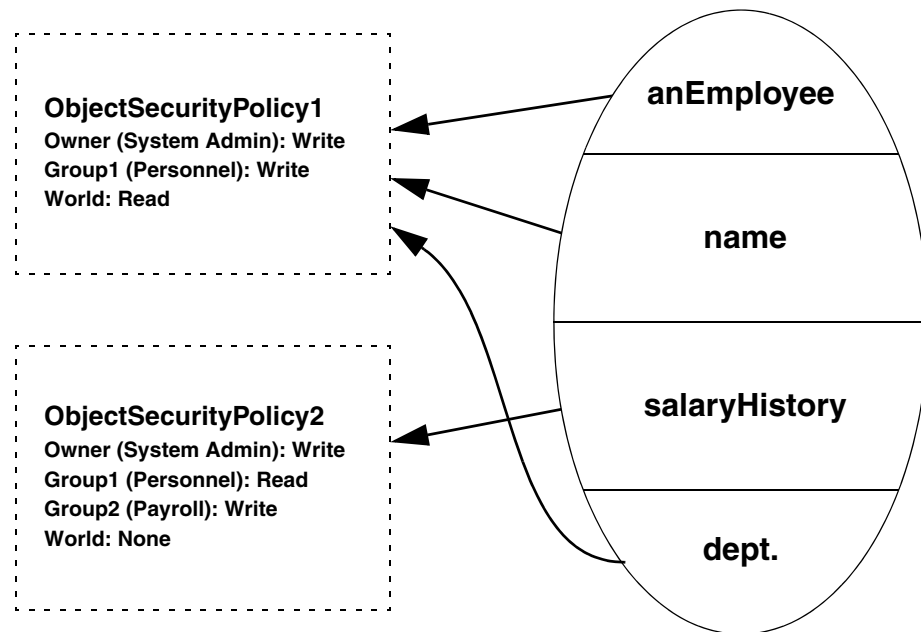 ObjectSecurityPolicy1
Owner (System Admin): Write
Group1 (Personnel): Write
World: Read
ObjectSecurityPolicy2
Owner (System Admin): Write
Group1 (Personnel): Read
Group2 (Payroll): Write
World: None
anEmployee
name
salaryHistory
dept.